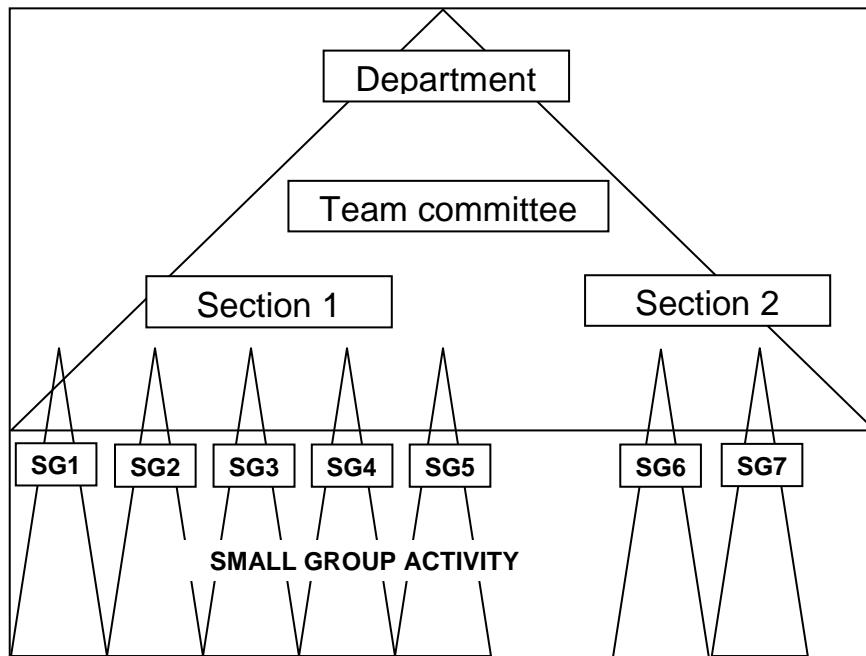 Department
Team committee
Section 1
Section 2
SG1 SG2 SG3 SG4 SG5 SG6 SG7
SMALL GROUP ACTIVITY